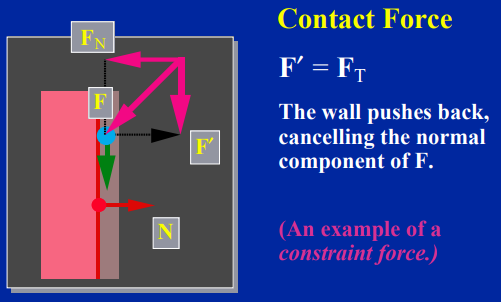 Contact Force
F′ = F_T
The wall pushes back,
cancelling the normal
component of F.
(An example of a
constraint force.)
F_N
F
F′
N